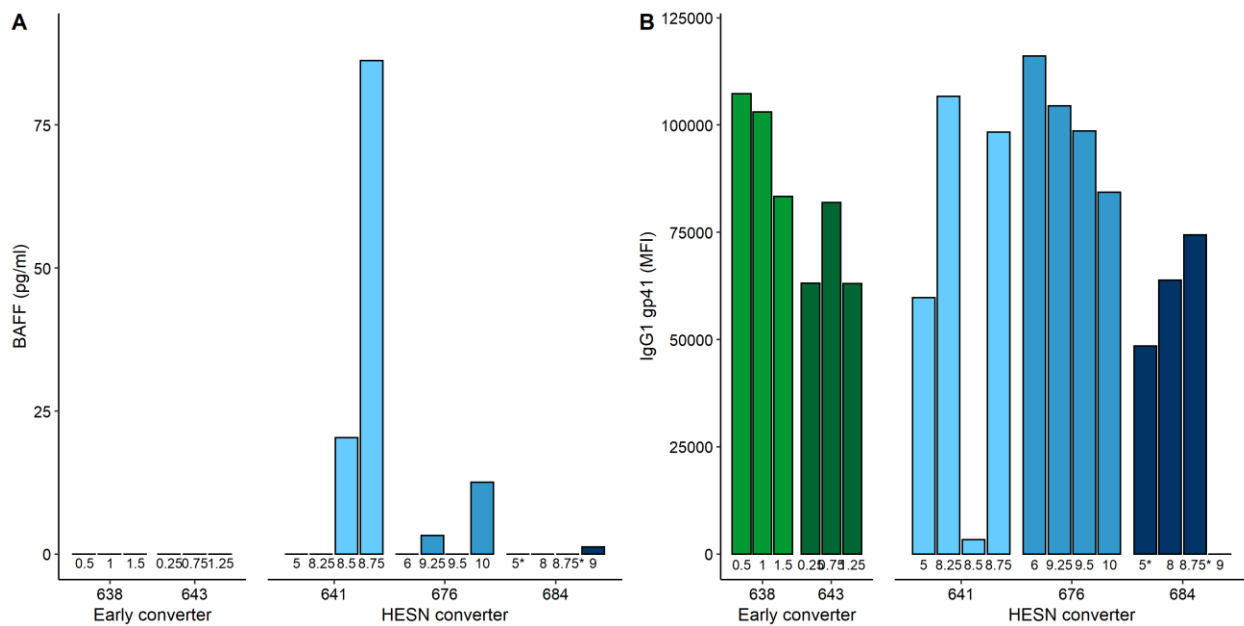 A
BAFF (pg/ml)
75
50
25
0
0.5 1 1.5 0.25 0.75 1.25 5 8.25 8.5 8.75 6 9.25 9.5 10 5* 8 8.75* 9
638 643 641 676 684
Early converter HESN converter
B
IgG1 gp41 (MFI)
125000
100000
75000
50000
25000
0
0.5 1 1.5 0.25 0.75 1.25 5 8.25 8.5 8.75 6 9.25 9.5 10 5* 8 8.75* 9
638 643 641 676 684
Early converter HESN converter